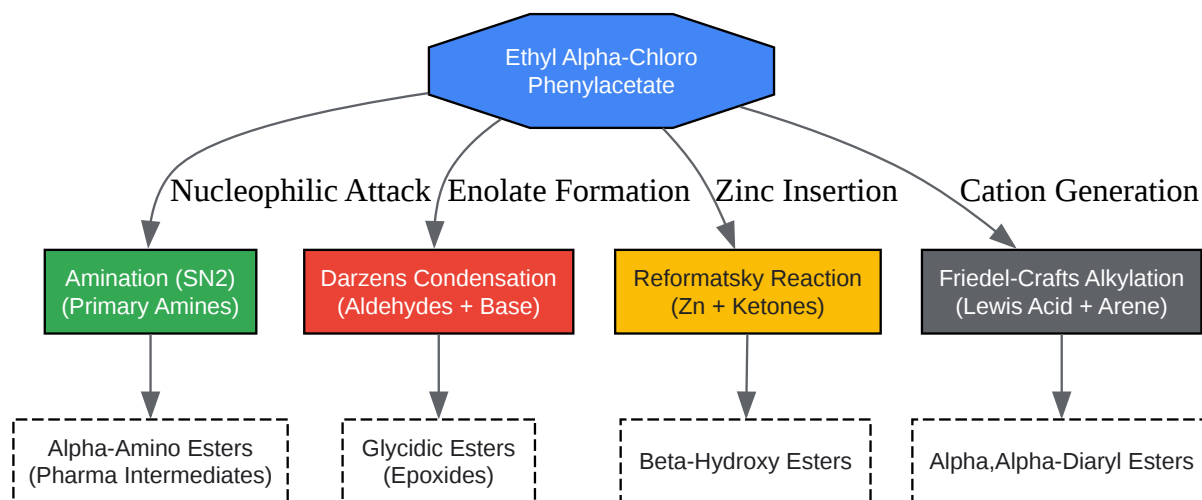 Ethyl Alpha-Chloro
Phenylacetate
Nucleophilic Attack
Enolate Formation
Zinc Insertion
Cation Generation
Amination (SN2)
(Primary Amines)
Darzens Condensation
(Aldehydes + Base)
Reformatsky Reaction
(Zn + Ketones)
Friedel-Crafts Alkylation
(Lewis Acid + Arene)
Alpha-Amino Esters
(Pharma Intermediates)
Glycidic Esters
(Epoxides)
Beta-Hydroxy Esters
Alpha,Alpha-Diaryl Esters